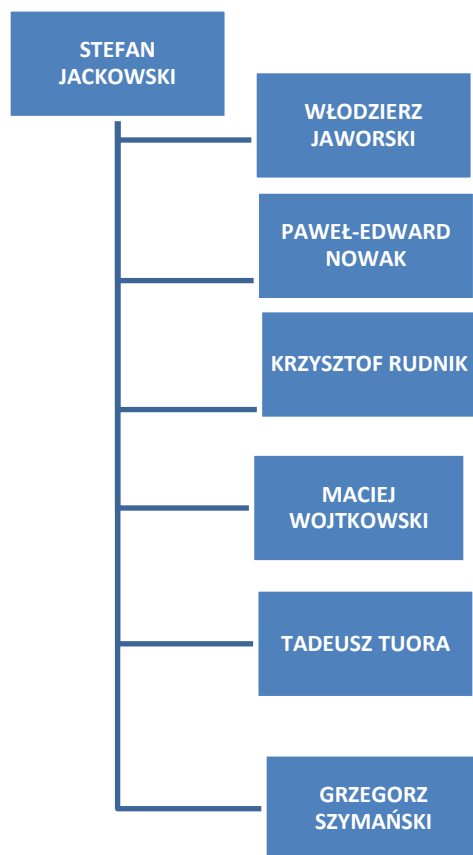 STEFAN
JACKOWSKI
WŁODZIERZ
JAWORSKI
PAWEŁ-EDWARD
NOWAK
KRZYSZTOF RUDNIK
MACIEJ
WOJTKOWSKI
TADEUSZ TUORA
GRZEGORZ
SZYMAŃSKI